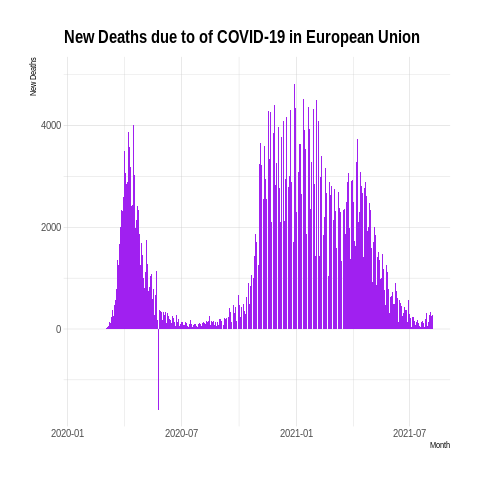 New Deaths due to of COVID-19 in European Union
New Deaths
4000
2000
0
2020-01
2020-07
2021-01
2021-07
Month